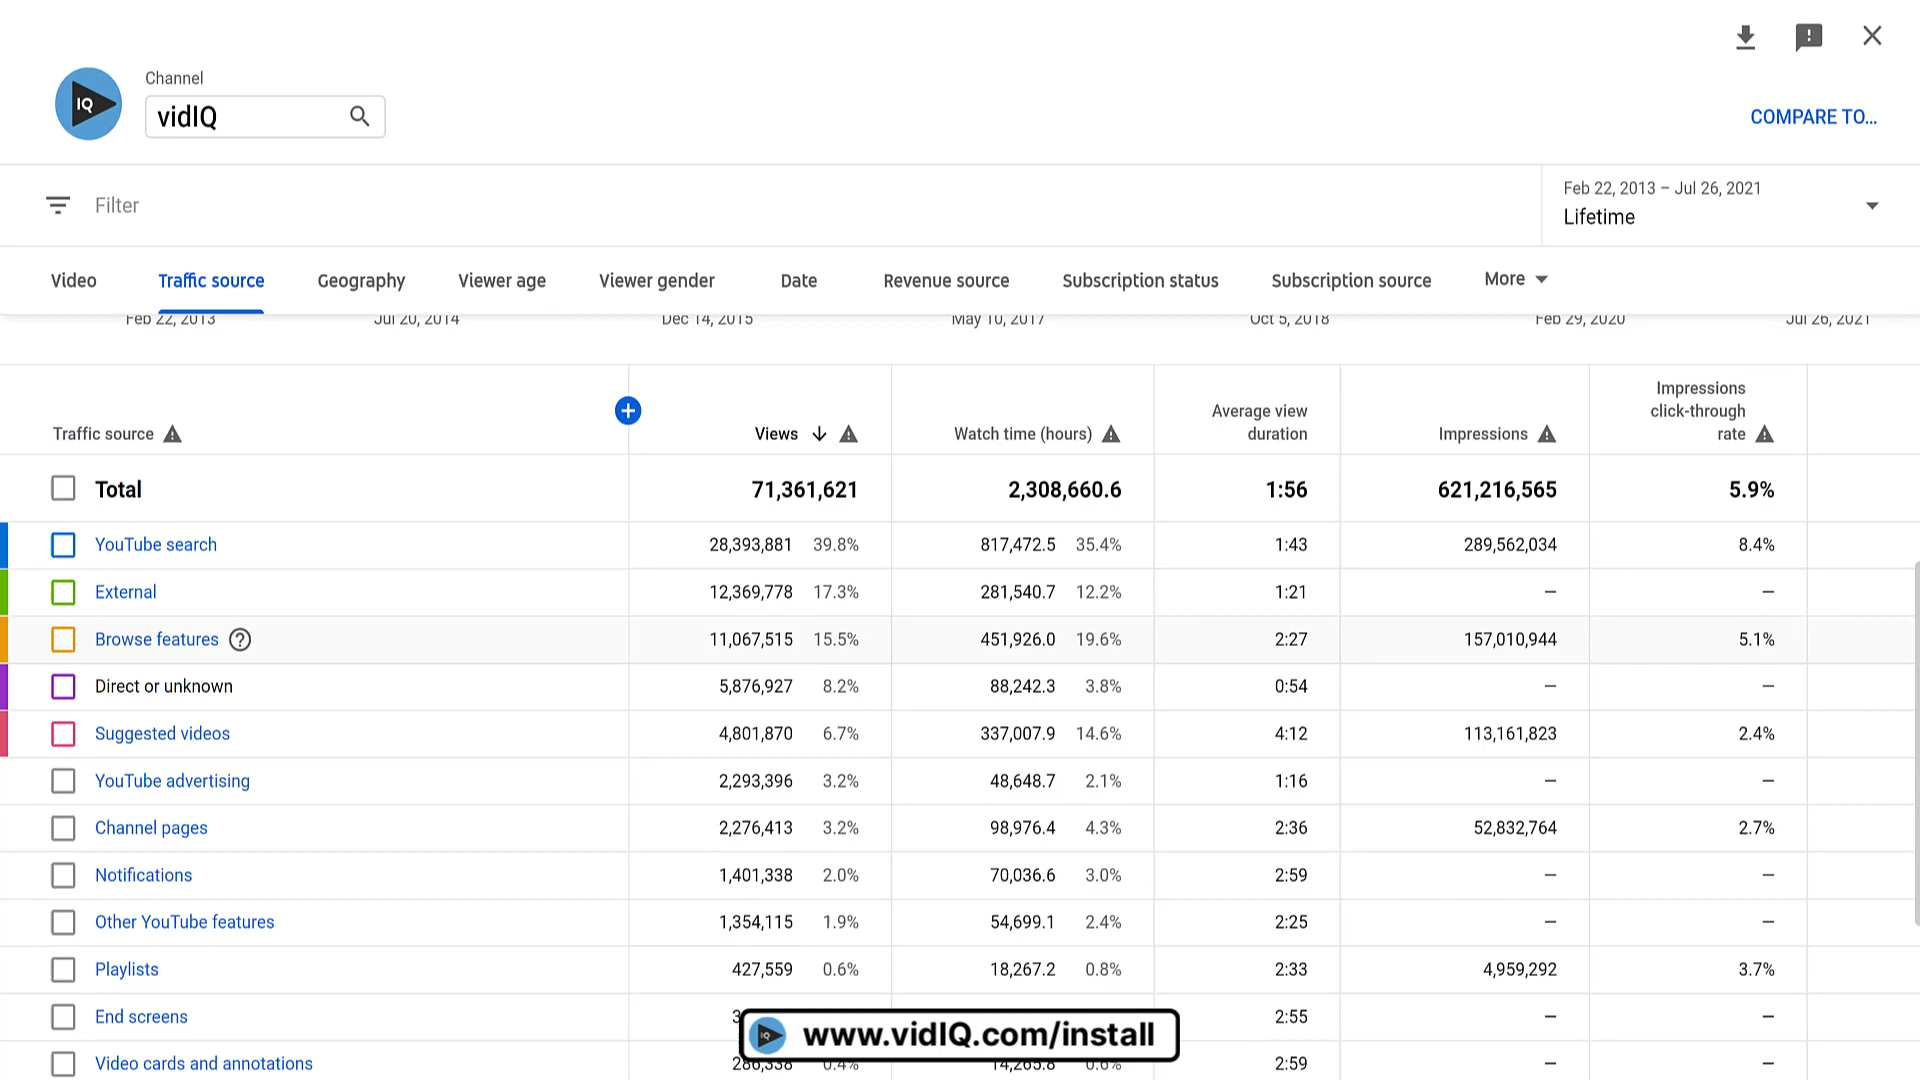 Channel
IQ
vidIQ
COMPARE TO...
Filter
Feb 22, 2013 – Jul 26, 2021
Lifetime
Video Traffic source Geography Viewer age Viewer gender Date Revenue source Subscription status Subscription source More
Feb 22, 2013 Jul 20, 2014 Dec 14, 2015 May 10, 2017 Oct 5, 2018 Feb 29, 2020 Jul 26, 2021
Traffic source Views Watch time (hours) Average view duration Impressions Impressions click-through rate
Total 71,361,621 2,308,660.6 1:56 621,216,565 5.9%
YouTube search 28,393,881 39.8% 817,472.5 35.4% 1:43 289,562,034 8.4%
External 12,369,778 17.3% 281,540.7 12.2% 1:21 – –
Browse features 11,067,515 15.5% 451,926.0 19.6% 2:27 157,010,944 5.1%
Direct or unknown 5,876,927 8.2% 88,242.3 3.8% 0:54 – –
Suggested videos 4,801,870 6.7% 337,007.9 14.6% 4:12 113,161,823 2.4%
YouTube advertising 2,293,396 3.2% 48,648.7 2.1% 1:16 – –
Channel pages 2,276,413 3.2% 98,976.4 4.3% 2:36 52,832,764 2.7%
Notifications 1,401,338 2.0% 70,036.6 3.0% 2:59 – –
Other YouTube features 1,354,115 1.9% 54,699.1 2.4% 2:25 – –
Playlists 427,559 0.6% 18,267.2 0.8% 2:33 4,959,292 3.7%
End screens 2:55 – –
www.vidIQ.com/install
Video cards and annotations 286,338 0.4% 14,265.8 0.6% 2:59 – –